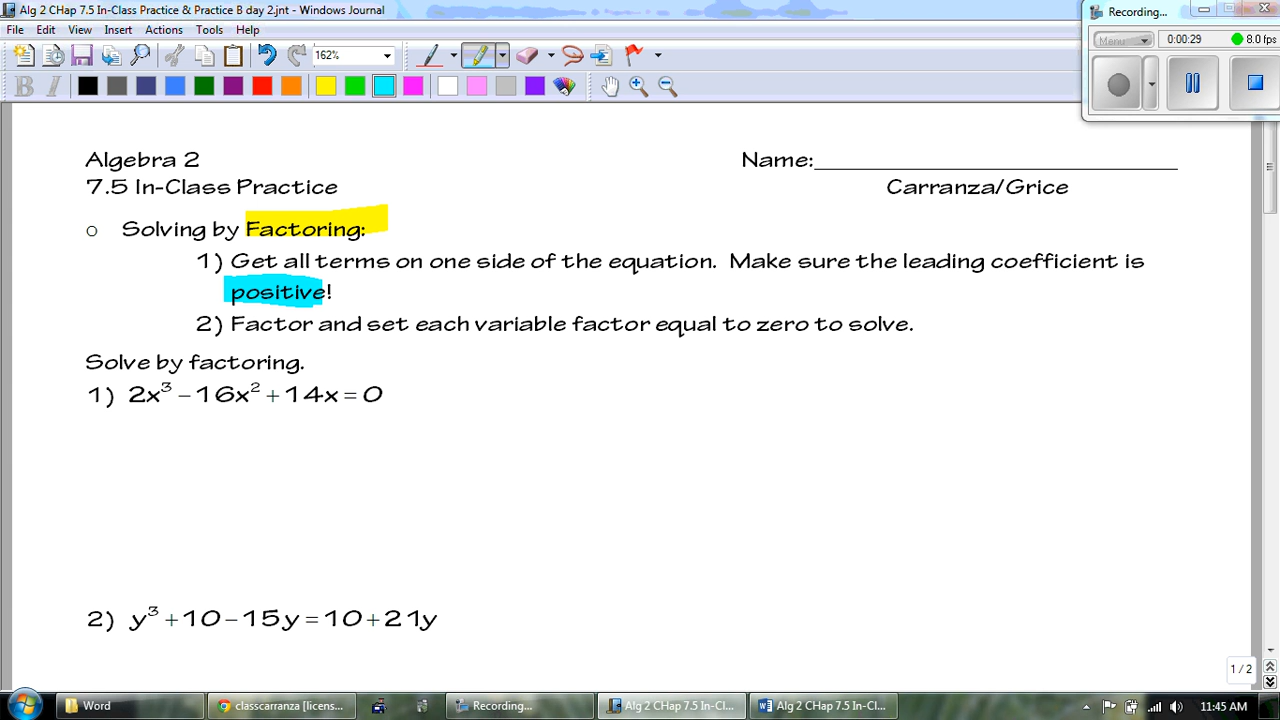 Alg 2 CHap 7.5 In-Class Practice & Practice B day 2.jnt - Windows Journal
Recording...
File Edit View Insert Actions Tools Help
Menu 0:00:29 8.0 fps
162%
B I
Algebra 2 Name:
7.5 In-Class Practice Carranza/Grice
o Solving by Factoring:
1) Get all terms on one side of the equation. Make sure the leading coefficient is
positive!
2) Factor and set each variable factor equal to zero to solve.
Solve by factoring.
1) 2x³ – 16x² + 14x = 0
2) y³ + 10 – 15y = 10 + 21y
1 / 2
Word classcarranza [licens... Recording... Alg 2 CHap 7.5 In-Cl... Alg 2 CHap 7.5 In-Cl... 11:45 AM